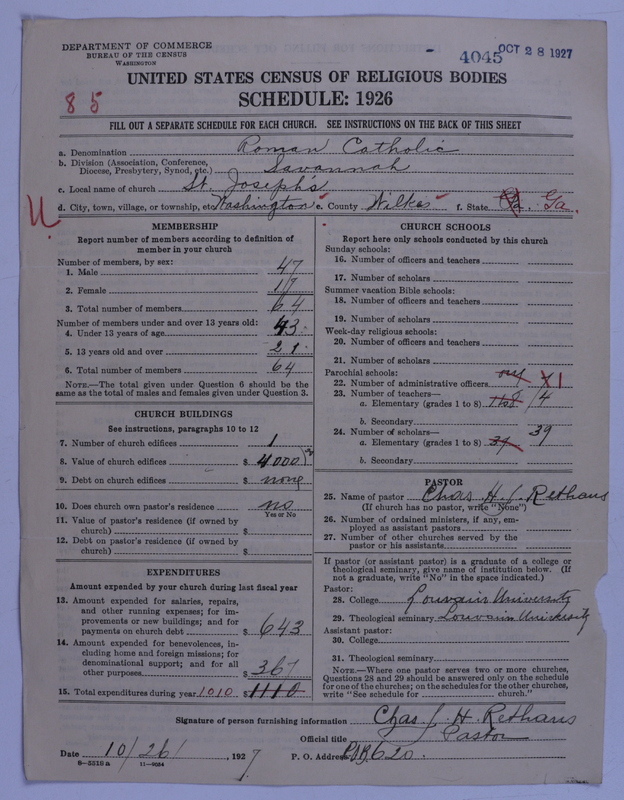 DEPARTMENT OF COMMERCE
BUREAU OF THE CENSUS
WASHINGTON
4045 OCT 28 1927
UNITED STATES CENSUS OF RELIGIOUS BODIES
85
SCHEDULE: 1926
FILL OUT A SEPARATE SCHEDULE FOR EACH CHURCH. SEE INSTRUCTIONS ON THE BACK OF THIS SHEET
a. Denomination Roman Catholic
b. Division (Association, Conference,
Diocese, Presbytery, Synod, etc.) Savannah
c. Local name of church St. Joseph's
d. City, town, village, or township, etc. Washington e. County Wilkes f. State Ga. Ga.
MEMBERSHIP
Report number of members according to definition of
member in your church
Number of members, by sex:
1. Male 47
2. Female 17
3. Total number of members 64
Number of members under and over 13 years old:
4. Under 13 years of age 43
5. 13 years old and over 21
6. Total number of members 64
NOTE.—The total given under Question 6 should be the
same as the total of males and females given under Question 3.
CHURCH BUILDINGS
See instructions, paragraphs 10 to 12
7. Number of church edifices 1
8. Value of church edifices $ 4000
9. Debt on church edifices $ none
10. Does church own pastor's residence no
Yes or No
11. Value of pastor's residence (if owned by
church) $
12. Debt on pastor's residence (if owned by
church) $
EXPENDITURES
Amount expended by your church during last fiscal year
13. Amount expended for salaries, repairs,
and other running expenses; for im-
provements or new buildings; and for
payments on church debt $ 643
14. Amount expended for benevolences, in-
cluding home and foreign missions; for
denominational support; and for all
other purposes $ 367
15. Total expenditures during year 1010 $ 1110
CHURCH SCHOOLS
Report here only schools conducted by this church
Sunday schools:
16. Number of officers and teachers
17. Number of scholars
Summer vacation Bible schools:
18. Number of officers and teachers
19. Number of scholars
Week-day religious schools:
20. Number of officers and teachers
21. Number of scholars
Parochial schools:
22. Number of administrative officers 1
23. Number of teachers—
a. Elementary (grades 1 to 8) 1 to 8 4
b. Secondary
24. Number of scholars—
a. Elementary (grades 1 to 8) 39 39
b. Secondary
PASTOR
25. Name of pastor Chas H. J. Rethans
(If church has no pastor, write "None")
26. Number of ordained ministers, if any, em-
ployed as assistant pastors
27. Number of other churches served by the
pastor or his assistants
If pastor (or assistant pastor) is a graduate of a college or
theological seminary, give name of institution below. (If
not a graduate, write "No" in the space indicated.)
Pastor:
28. College Louvain University
29. Theological seminary Louvain University
Assistant pastor:
30. College
31. Theological seminary
NOTE.—Where one pastor serves two or more churches,
Questions 28 and 29 should be answered only on the schedule
for one of the churches; on the schedules for the other churches,
write "See schedule for church."
Signature of person furnishing information Chas J. H. Rethans
Official title Pastor
Date 10/26/, 1927 P. O. Address POB 620.
8-5518 a 11-9034